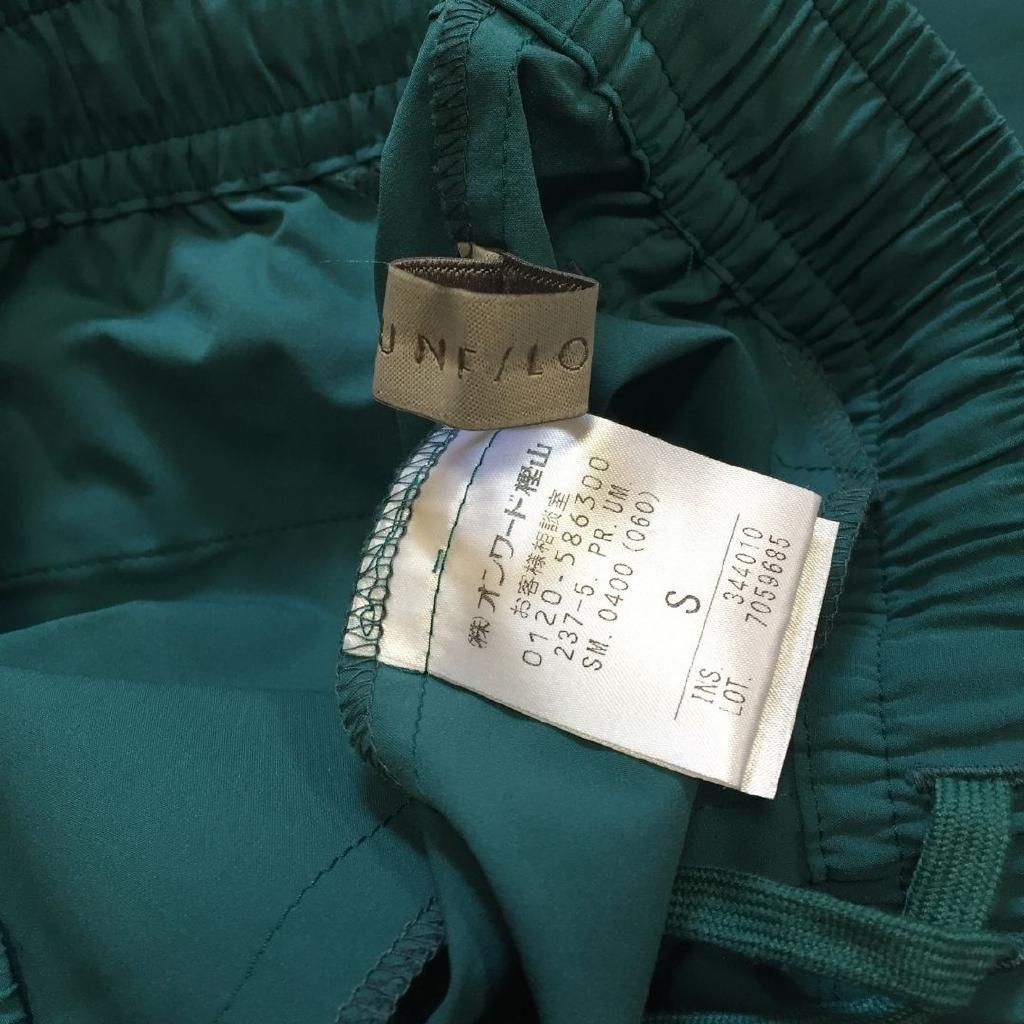 UNE/LO
(株)オンワード樫山
お客様相談室
0120-586300
237-5. PR. UM.
SM. 0400 (060)
S
INS. 344010
LOT. 7059685